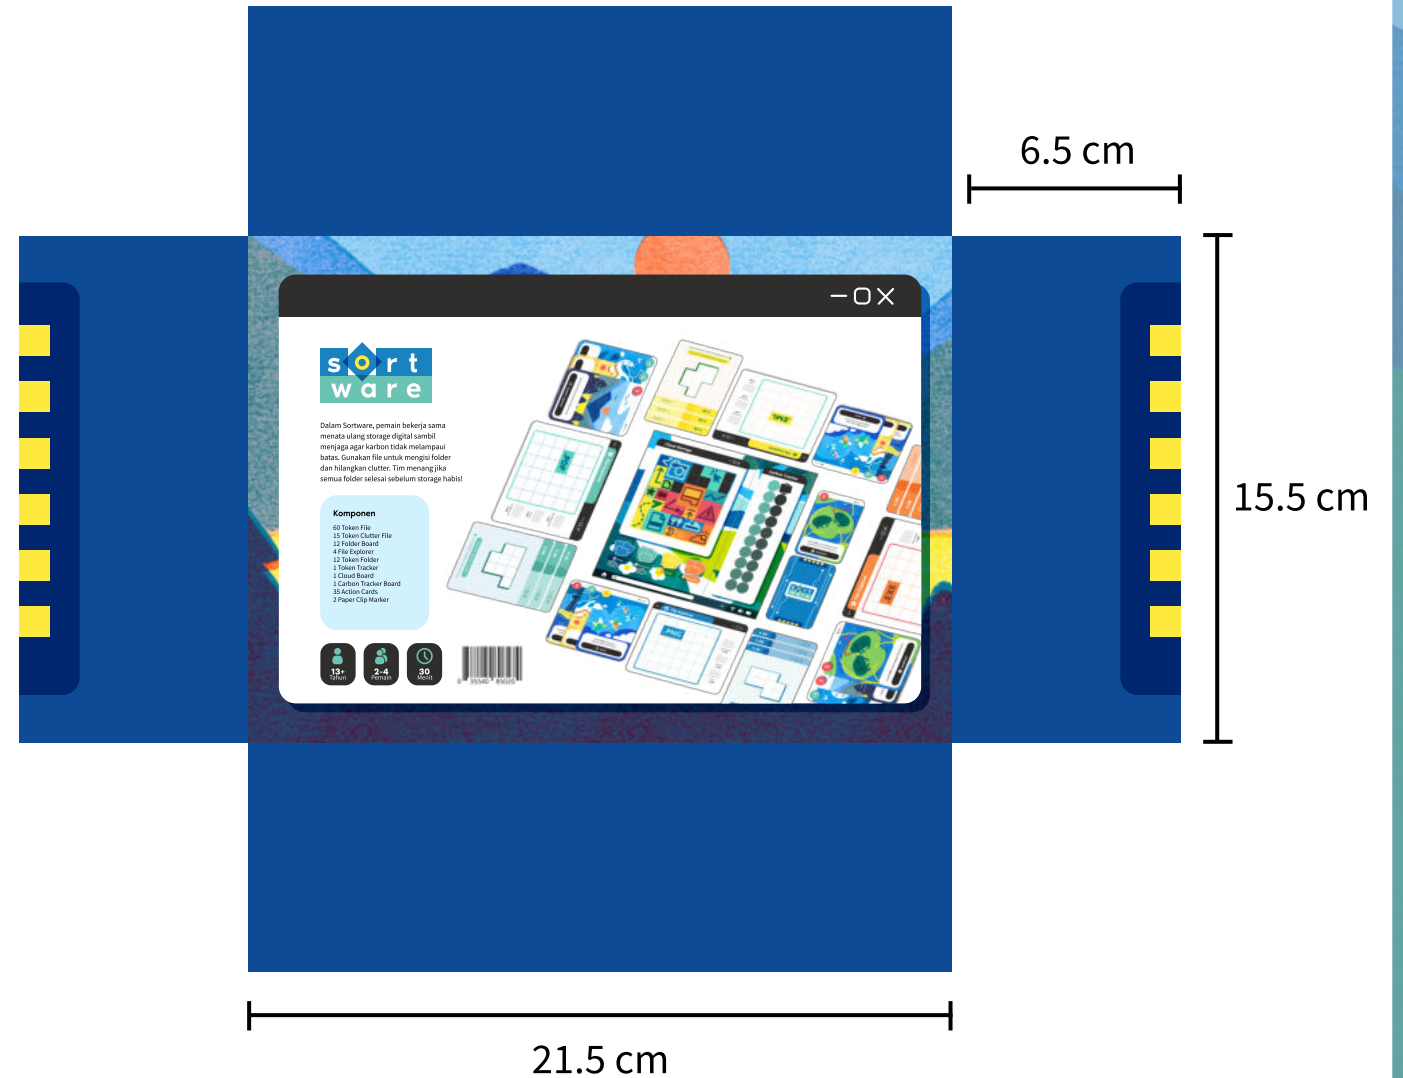 6.5 cm
sort
ware
Dalam Sortware, pemain bekerja sama
menata ulang storage digital sambil
menjaga agar karbon tidak melampaui
batas. Gunakan file untuk mengisi folder
dan hilangkan clutter. Tim menang jika
semua folder selesai sebelum storage habis!
Komponen
60 Token File
15 Token Clutter File
12 Folder Board
4 File Explorer
12 Token Folder
1 Token Tracker
1 Cloud Board
1 Carbon Tracker Board
35 Action Cards
2 Paper Clip Marker
13+
Tahun
2-4
Pemain
30
Menit
.PNG
.EXE
15.5 cm
21.5 cm